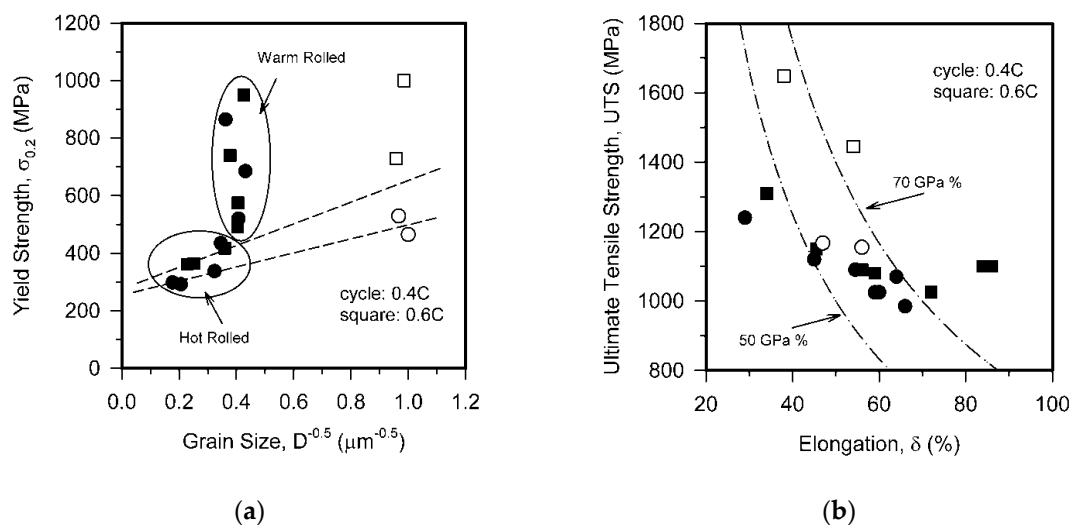 1200
1000
800
600
400
200
0
Yield Strength, σ0.2 (MPa)
Warm Rolled
cycle: 0.4C
square: 0.6C
Hot Rolled
0.0 0.2 0.4 0.6 0.8 1.0 1.2
Grain Size, D-0.5 (μm-0.5)
(a)
1800
1600
1400
1200
1000
800
Ultimate Tensile Strength, UTS (MPa)
cycle: 0.4C
square: 0.6C
70 GPa %
50 GPa %
20 40 60 80 100
Elongation, δ (%)
(b)